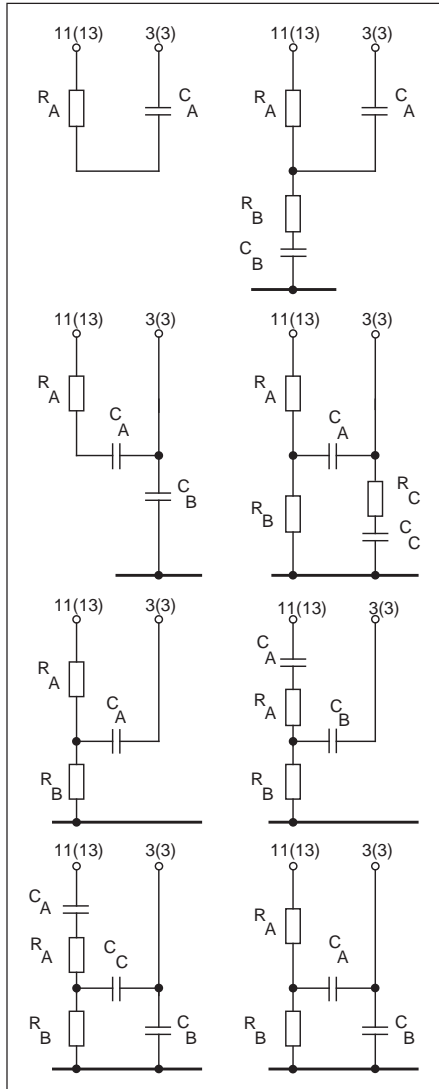 11(13) 3(3) 11(13) 3(3)
R A C A R A C A
R B
C B
11(13) 3(3) 11(13) 3(3)
R A C A R A C A
C B R B R C
C C
11(13) 3(3) 11(13) 3(3)
R A C A C A
R A C B
R B R B
11(13) 3(3) 11(13) 3(3)
C A
R A C C R A C A
R B C B R B C B